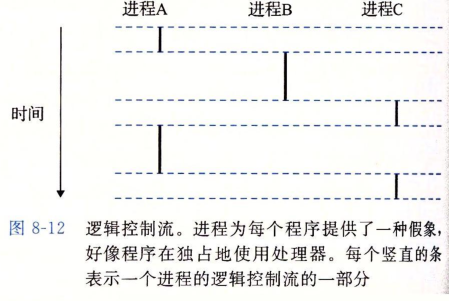 进程A 进程B 进程C
时间
图 8-12 逻辑控制流。进程为每个程序提供了一种假象,
好像程序在独占地使用处理器。每个竖直的条
表示一个进程的逻辑控制流的一部分